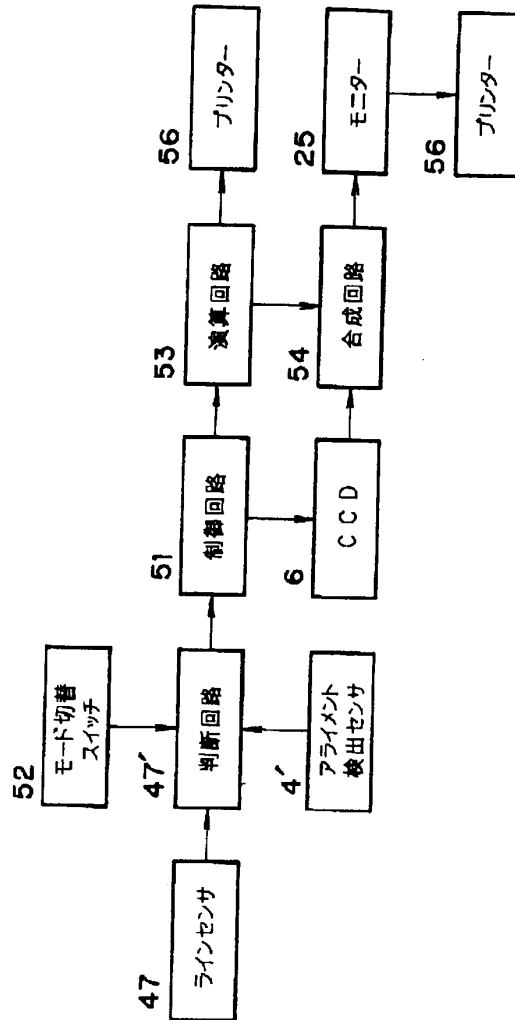 52
モード切替
スイッチ
47
ラインセンサ
47′
判断回路
4′
アライメント
検出センサ
51
制御回路
6
CCD
53
演算回路
54
合成回路
56
プリンター
25
モニター
56
プリンター